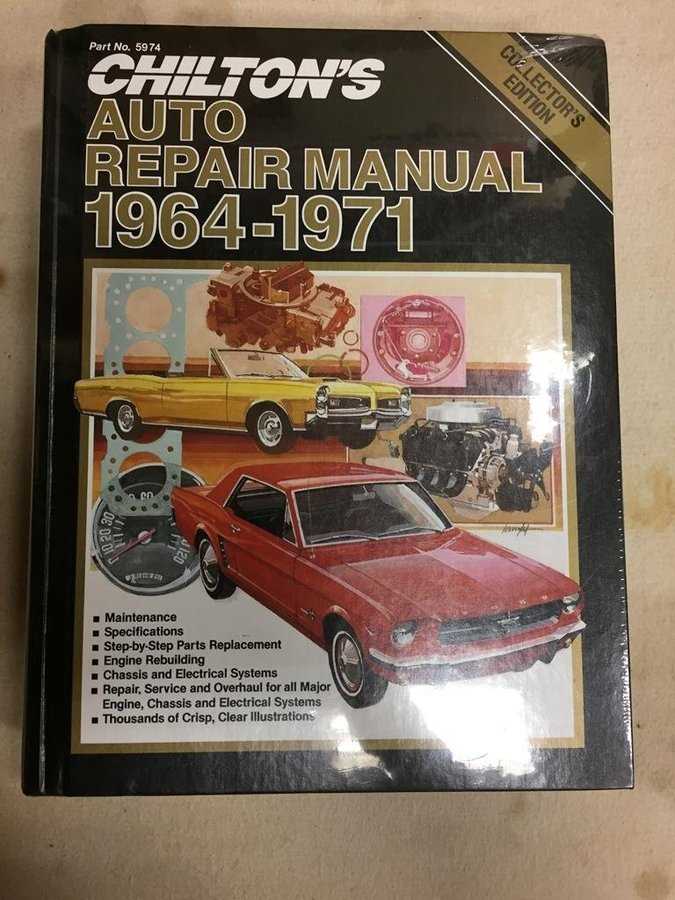 Part No. 5974
CHILTON'S
COLLECTOR'S
EDITION
AUTO
REPAIR MANUAL
1964-1971
■ Maintenance
■ Specifications
■ Step-by-Step Parts Replacement
■ Engine Rebuilding
■ Chassis and Electrical Systems
■ Repair, Service and Overhaul for all Major
Engine, Chassis and Electrical Systems
■ Thousands of Crisp, Clear Illustrations